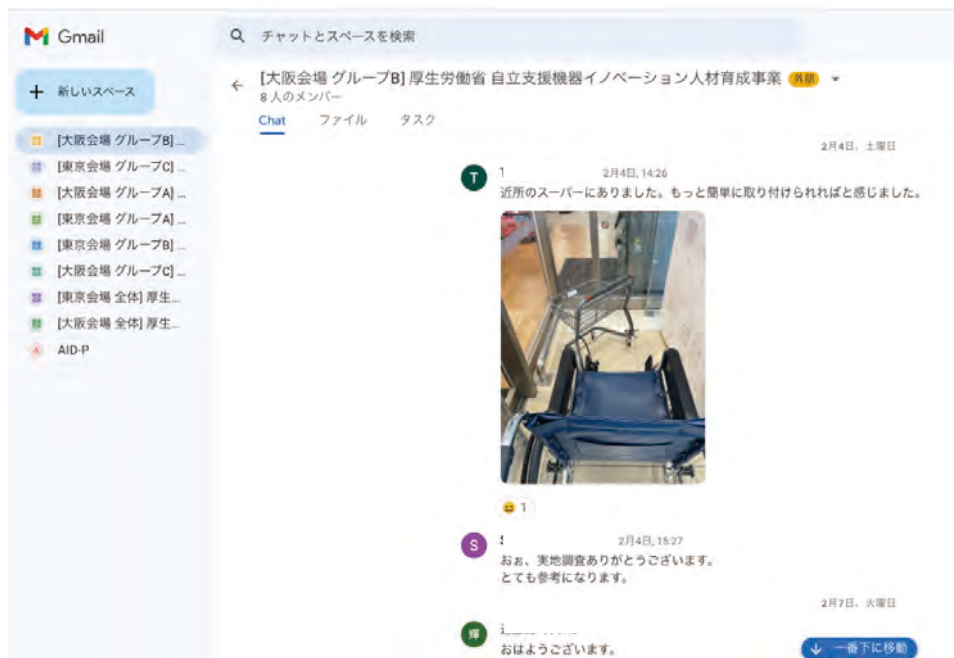 Gmail
チャットとスペースを検索
新しいスペース
[大阪会場 グループB] ...
[東京会場 グループC] ...
[大阪会場 グループA] ...
[東京会場 グループA] ...
[東京会場 グループB] ...
[大阪会場 グループC] ...
[東京会場 全体] 厚生...
[大阪会場 全体] 厚生...
A
AID-P
[大阪会場 グループB] 厚生労働省 自立支援機器イノベーション人材育成事業 外部
8 人のメンバー
Chat ファイル タスク
2月4日、土曜日
T
2月4日, 14:26
近所のスーパーにありました。もっと簡単に取り付けられればと感じました。
1
S
2月4日, 15:27
おぉ、実地調査ありがとうございます。
とても参考になります。
2月7日、火曜日
輝
おはようございます。
一番下に移動